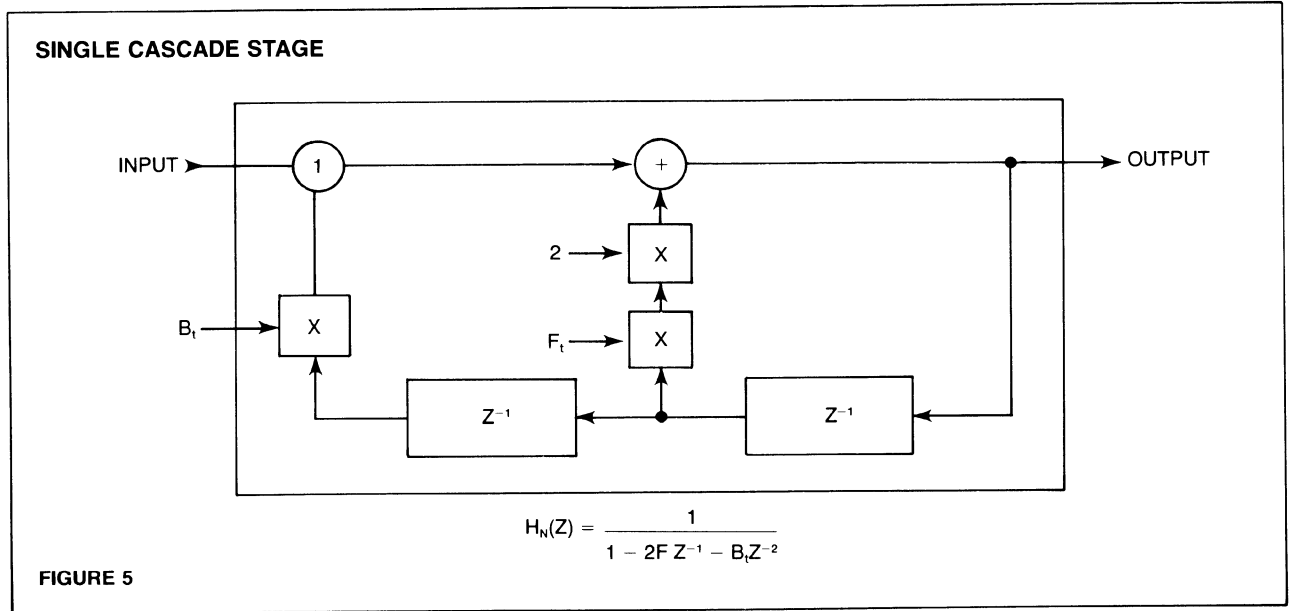 SINGLE CASCADE STAGE
INPUT
1
+
OUTPUT
2
X
Bₜ
X
Fₜ
X
Z⁻¹
Z⁻¹
H_N(Z) = 1 / (1 − 2F Z⁻¹ − BₜZ⁻²)
FIGURE 5